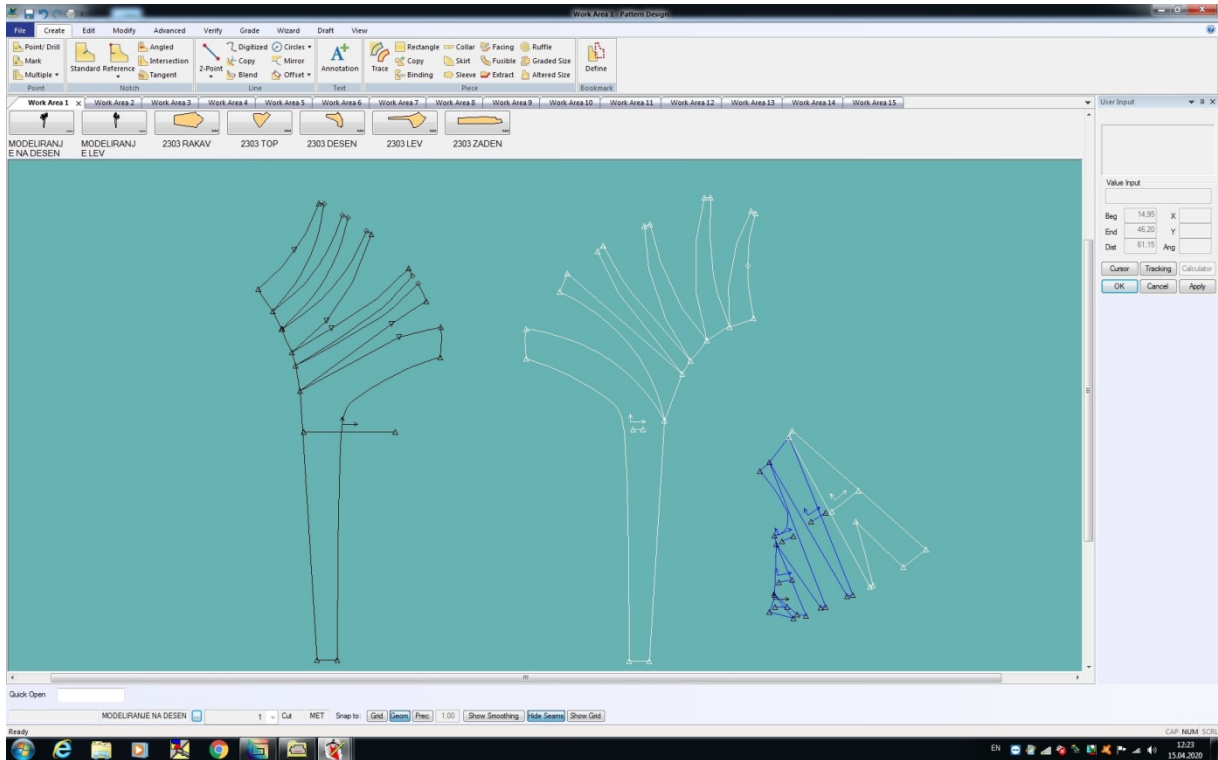 Work Area 1 - Pattern Design
File Create Edit Modify Advanced Verify Grade Wizard Draft View
Point/ Drill
Mark
Multiple
Point
Standard Reference
Angled
Intersection
Tangent
Notch
2-Point
Digitized Circles
Copy Mirror
Blend Offset
Line
Annotation
Text
Trace
Rectangle Collar Facing Ruffle
Copy Skirt Fusible Graded Size
Binding Sleeve Extract Altered Size
Piece
Define
Bookmark
Work Area 1 x Work Area 2 Work Area 3 Work Area 4 Work Area 5 Work Area 6 Work Area 7 Work Area 8 Work Area 9 Work Area 10 Work Area 11 Work Area 12 Work Area 13 Work Area 14 Work Area 15
MODELIRANJ
E NA DESEN
MODELIRANJ
E LEV
2303 RAKAV
2303 TOP
2303 DESEN
2303 LEV
2303 ZADEN
User Input
Value Input
Beg 14,95 X
End 46,20 Y
Dist 61,15 Ang
Cursor Tracking Calculator
OK Cancel Apply
Quick Open
MODELIRANJE NA DESEN ... 1 Cut MET Snap to: Grid Geom Prec 1,00 Show Smoothing Hide Seams Show Grid
Ready
CAP NUM SCRL
EN
12:23
15.04.2020